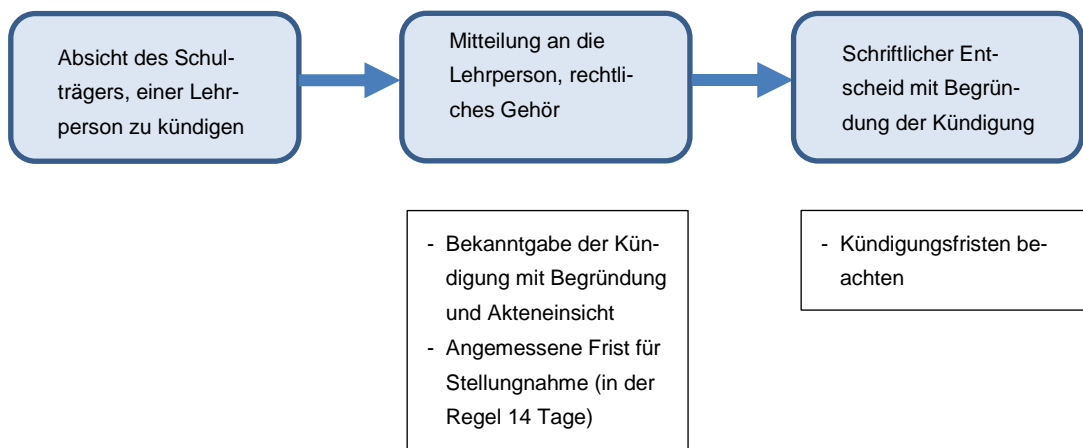 Absicht des Schul-
trägers, einer Lehr-
person zu kündigen
Mitteilung an die
Lehrperson, rechtli-
ches Gehör
Schriftlicher Ent-
scheid mit Begrün-
dung der Kündigung
- Bekanntgabe der Kün-
digung mit Begründung
und Akteneinsicht
- Angemessene Frist für
Stellungnahme (in der
Regel 14 Tage)
- Kündigungsfristen be-
achten